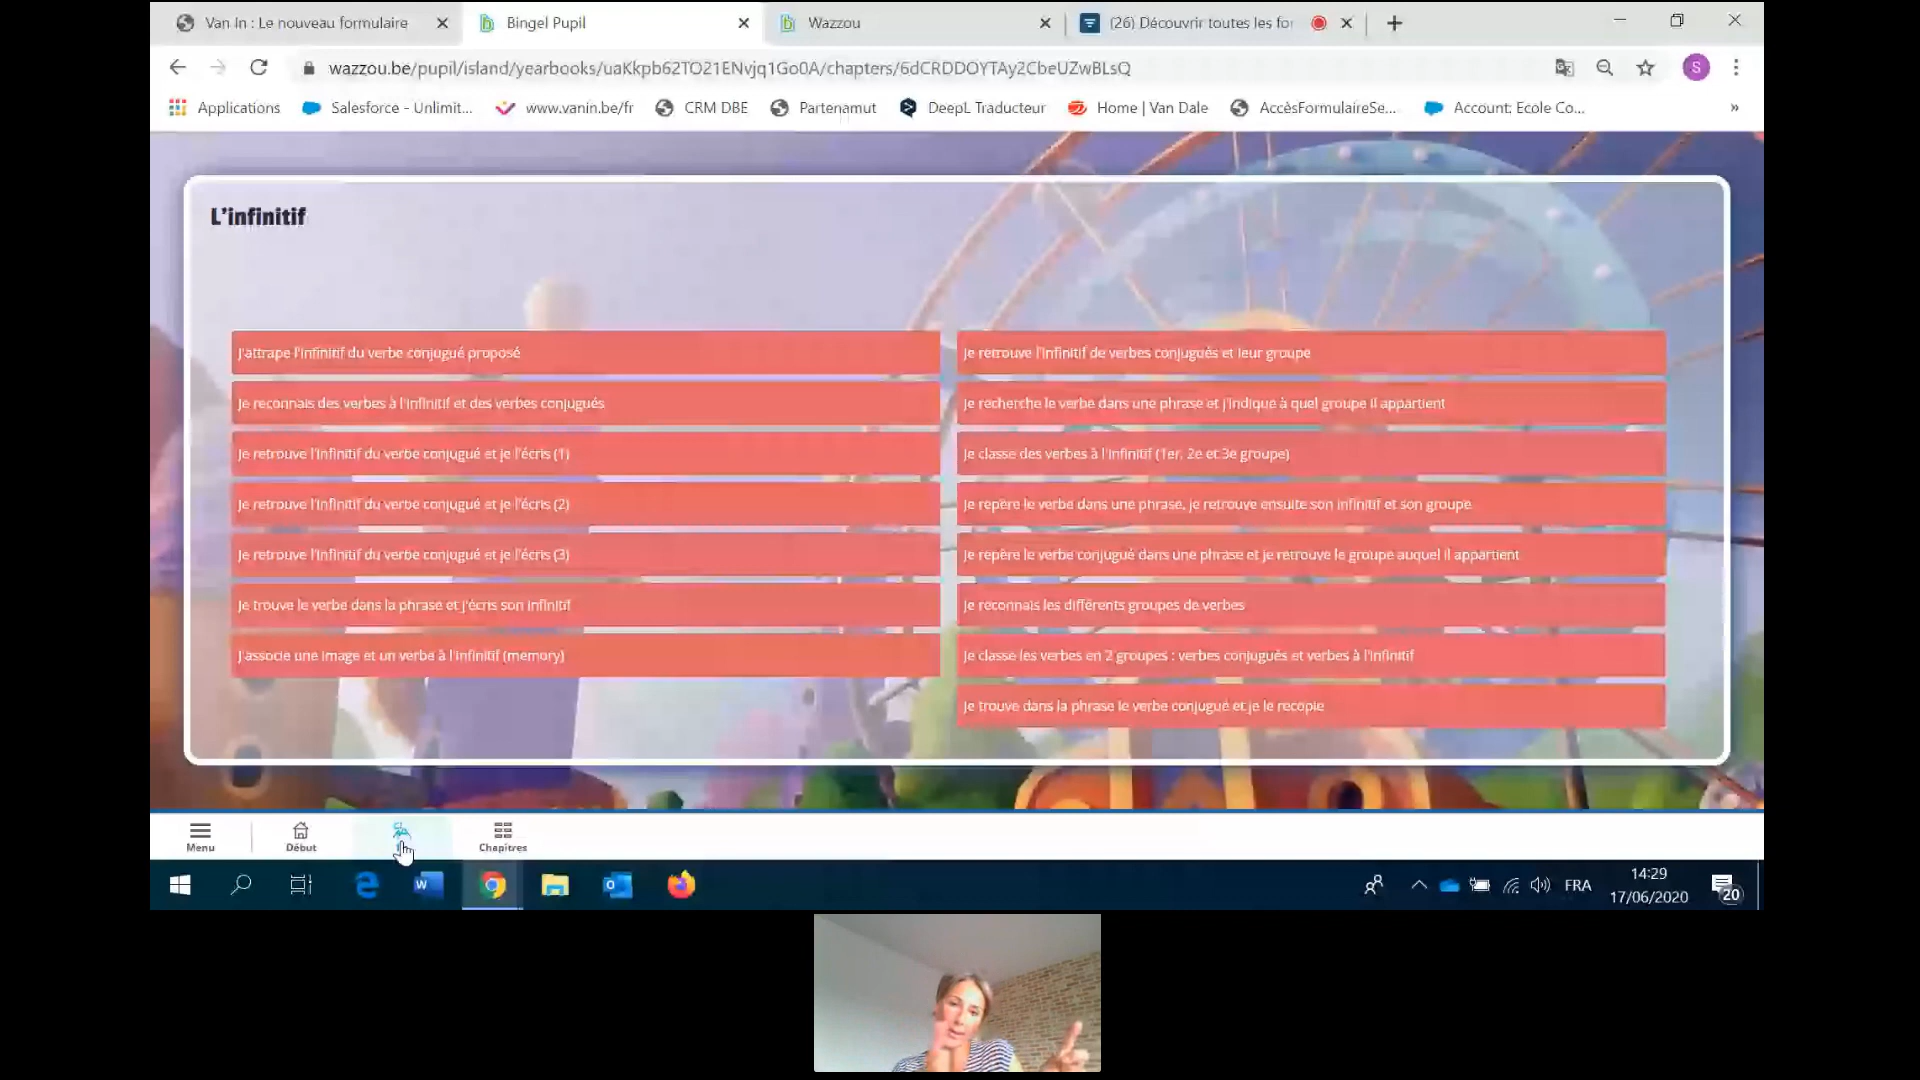 Van In : Le nouveau formulaire
Bingel Pupil
Wazzou
(26) Découvrir toutes les for
wazzou.be/pupil/island/yearbooks/uaKkpb62TO21ENvjq1Go0A/chapters/6dCRDDOYTAy2CbeUZwBLsQ
S
Applications
Salesforce - Unlimit...
www.vanin.be/fr
CRM DBE
Partenamut
DeepL Traducteur
Home | Van Dale
AccèsFormulaireSe...
Account: Ecole Co...
»
L'infinitif
J'attrape l'infinitif du verbe conjugué proposé
Je reconnais des verbes à l'infinitif et des verbes conjugués
Je retrouve l'infinitif du verbe conjugué et je l'écris (1)
Je retrouve l'infinitif du verbe conjugué et je l'écris (2)
Je retrouve l'infinitif du verbe conjugué et je l'écris (3)
Je trouve le verbe dans la phrase et j'écris son infinitif
J'associe une image et un verbe à l'infinitif (memory)
Je retrouve l'infinitif de verbes conjugués et leur groupe
Je recherche le verbe dans une phrase et j'indique à quel groupe il appartient
Je classe des verbes à l'infinitif (1er, 2e et 3e groupe)
Je repère le verbe dans une phrase, je retrouve ensuite son infinitif et son groupe
Je repère le verbe conjugué dans une phrase et je retrouve le groupe auquel il appartient
Je reconnais les différents groupes de verbes
Je classe les verbes en 2 groupes : verbes conjugués et verbes à l'infinitif
Je trouve dans la phrase le verbe conjugué et je le recopie
Menu
Début
Chapitres
FRA
14:29
17/06/2020
20